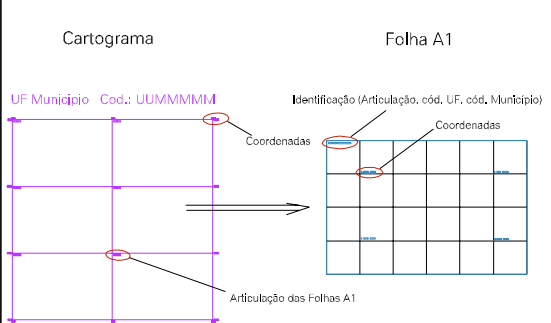 Cartograma
Folha A1
UF Município Cod.: UUMMMMM
Identificação (Articulação, cód. UF, cód. Município)
Coordenadas
Coordenadas
Articulação das Folhas A1